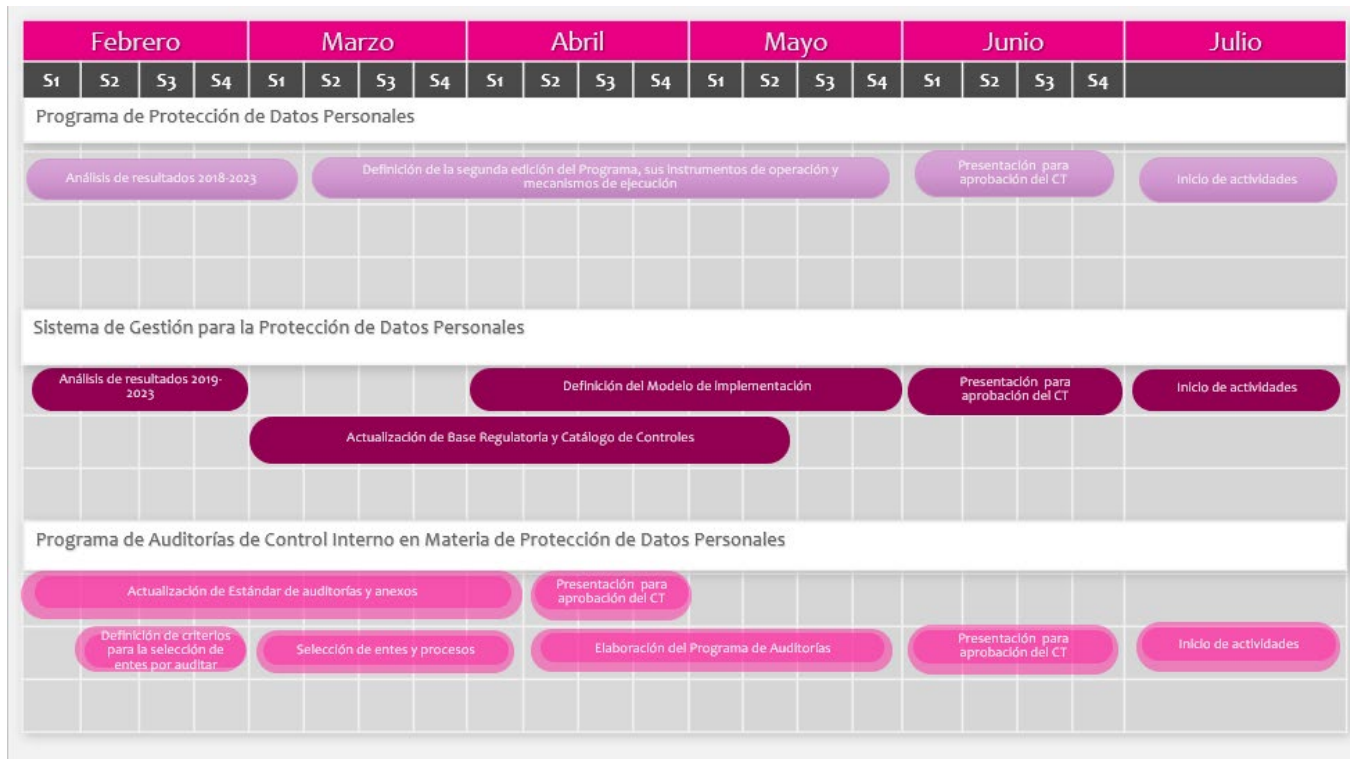 Febrero Marzo Abril Mayo Junio Julio
S1 S2 S3 S4 S1 S2 S3 S4 S1 S2 S3 S4 S1 S2 S3 S4 S1 S2 S3 S4
Programa de Protección de Datos Personales
Análisis de resultados 2018-2023
Definición de la segunda edición del Programa, sus instrumentos de operación y
mecanismos de ejecución
Presentación para
aprobación del CT
Inicio de actividades
Sistema de Gestión para la Protección de Datos Personales
Análisis de resultados 2019-
2023
Definición del Modelo de Implementación
Presentación para
aprobación del CT
Inicio de actividades
Actualización de Base Regulatoria y Catálogo de Controles
Programa de Auditorías de Control Interno en Materia de Protección de Datos Personales
Actualización de Estándar de auditorías y anexos
Presentación para
aprobación del CT
Definición de criterios
para la selección de
entes por auditar
Selección de entes y procesos
Elaboración del Programa de Auditorías
Presentación para
aprobación del CT
Inicio de actividades